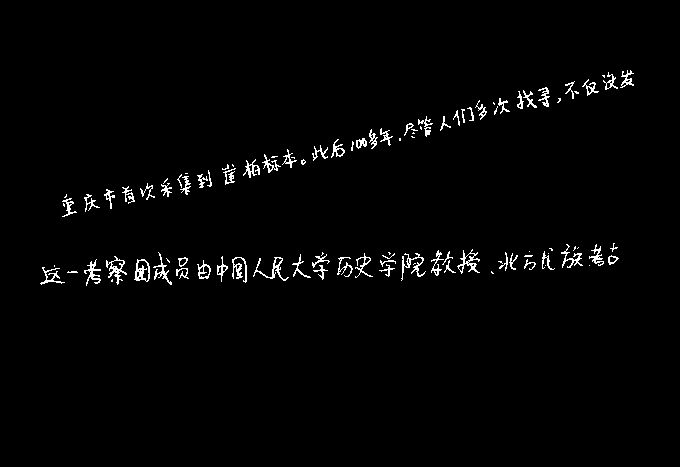 重庆市首次采集到崖柏标本。此后100多年,尽管人们多次找寻,不仅没发
这一考察团成员由中国人民大学历史学院教授、北方民族考古